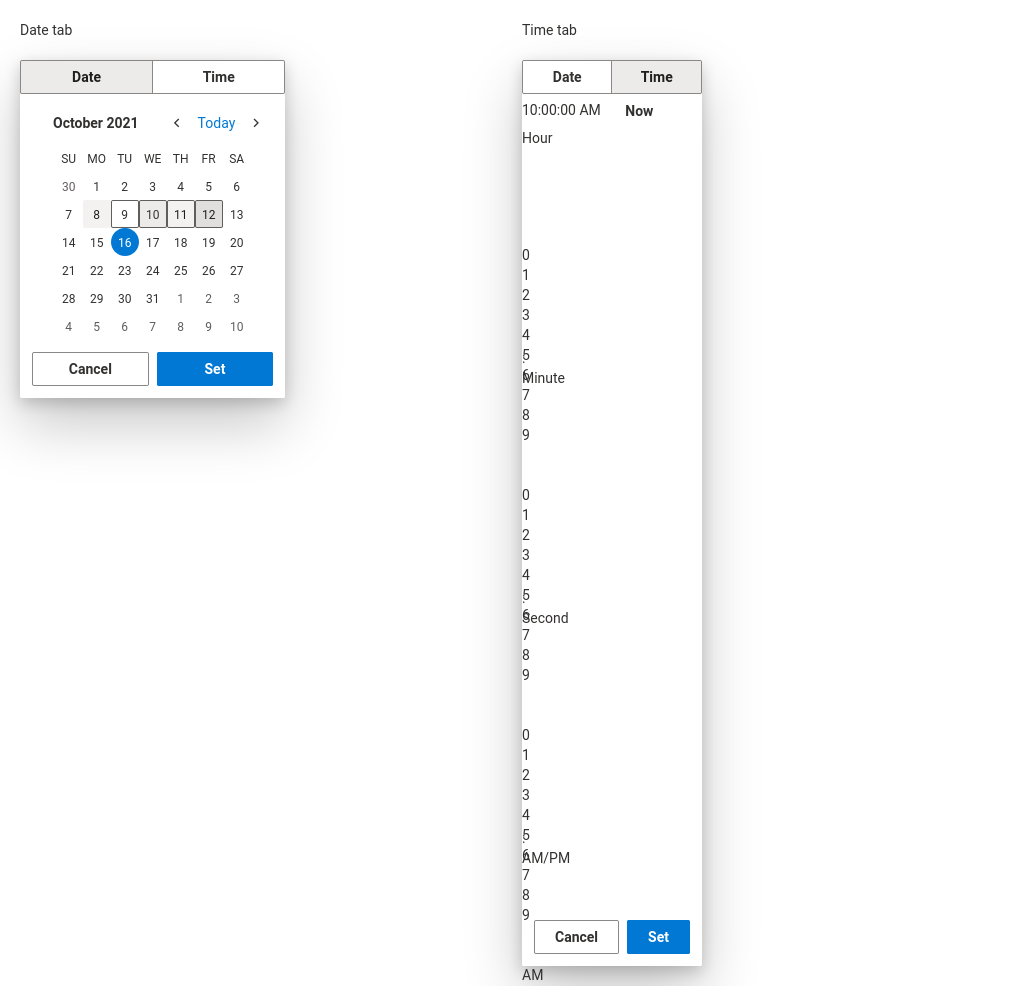 Date tab
Date Time
October 2021 Today
SU MO TU WE TH FR SA
30 1 2 3 4 5 6
7 8 9 10 11 12 13
14 15 16 17 18 19 20
21 22 23 24 25 26 27
28 29 30 31 1 2 3
4 5 6 7 8 9 10
Cancel Set
Time tab
Date Time
10:00:00 AM Now
Hour
0
1
2
3
4
5
:
6
Minute
7
8
9
0
1
2
3
4
5
:
6
Second
7
8
9
0
1
2
3
4
5
:
6
AM/PM
7
8
9
Cancel Set
AM